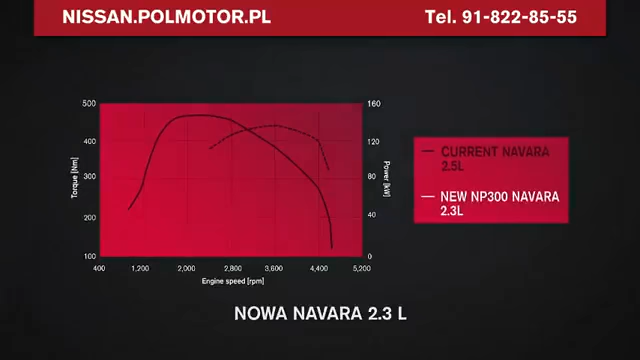 NISSAN.POLMOTOR.PL
Tel. 91-822-85-55
500
400
300
200
100
Torque [Nm]
160
120
80
40
0
Power [kW]
400
1,200
2,000
2,800
3,600
4,400
5,200
Engine speed [rpm]
CURRENT NAVARA
2.5L
NEW NP300 NAVARA
2.3L
NOWA NAVARA 2.3 L